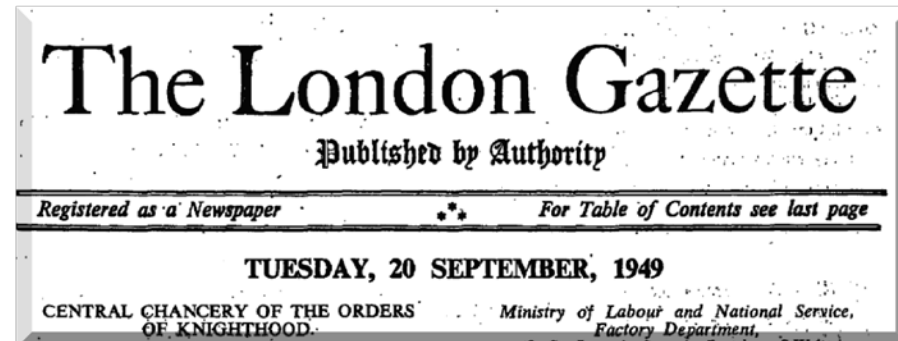 The London Gazette
Published by Authority
Registered as a Newspaper
For Table of Contents see last page
TUESDAY, 20 SEPTEMBER, 1949
CENTRAL CHANCERY OF THE ORDERS
OF KNIGHTHOOD.
Ministry of Labour and National Service,
Factory Department,